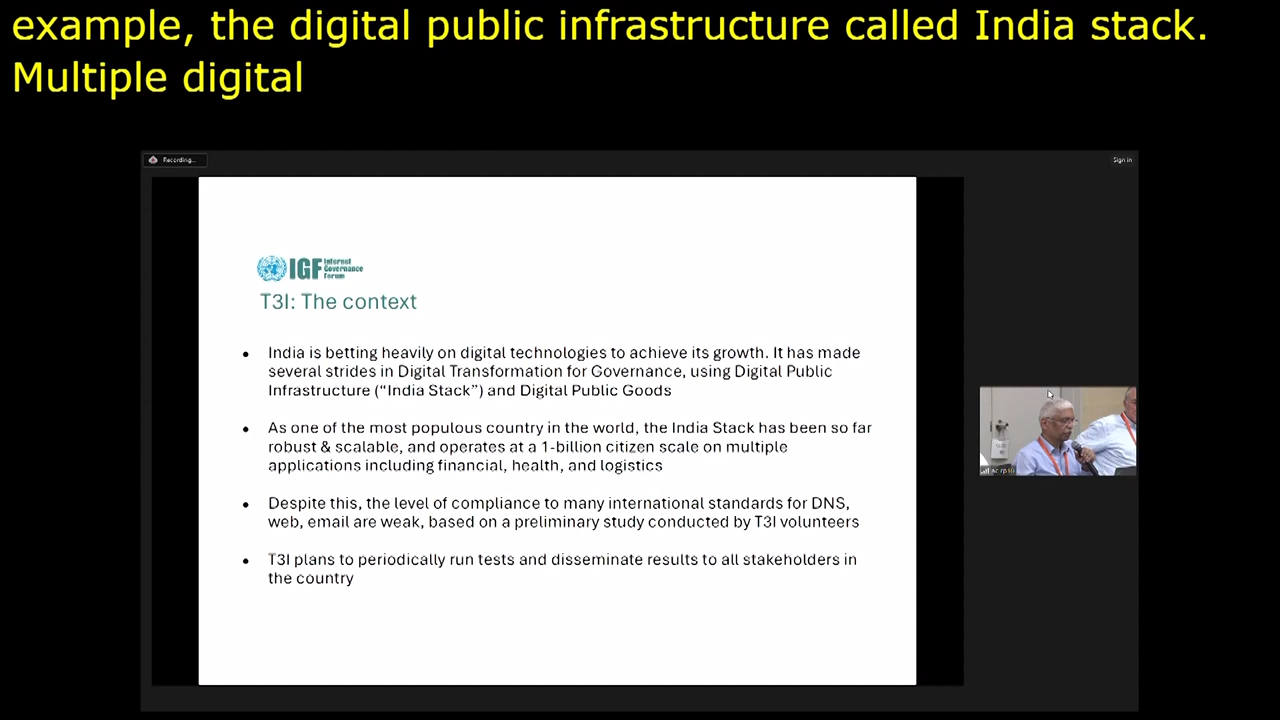 example, the digital public infrastructure called India stack.
Multiple digital
Recording...
Sign in
IGF Internet
Governance
Forum
T3I: The context
• India is betting heavily on digital technologies to achieve its growth. It has made
several strides in Digital Transformation for Governance, using Digital Public
Infrastructure (“India Stack”) and Digital Public Goods
• As one of the most populous country in the world, the India Stack has been so far
robust & scalable, and operates at a 1-billion citizen scale on multiple
applications including financial, health, and logistics
• Despite this, the level of compliance to many international standards for DNS,
web, email are weak, based on a preliminary study conducted by T3I volunteers
• T3I plans to periodically run tests and disseminate results to all stakeholders in
the country